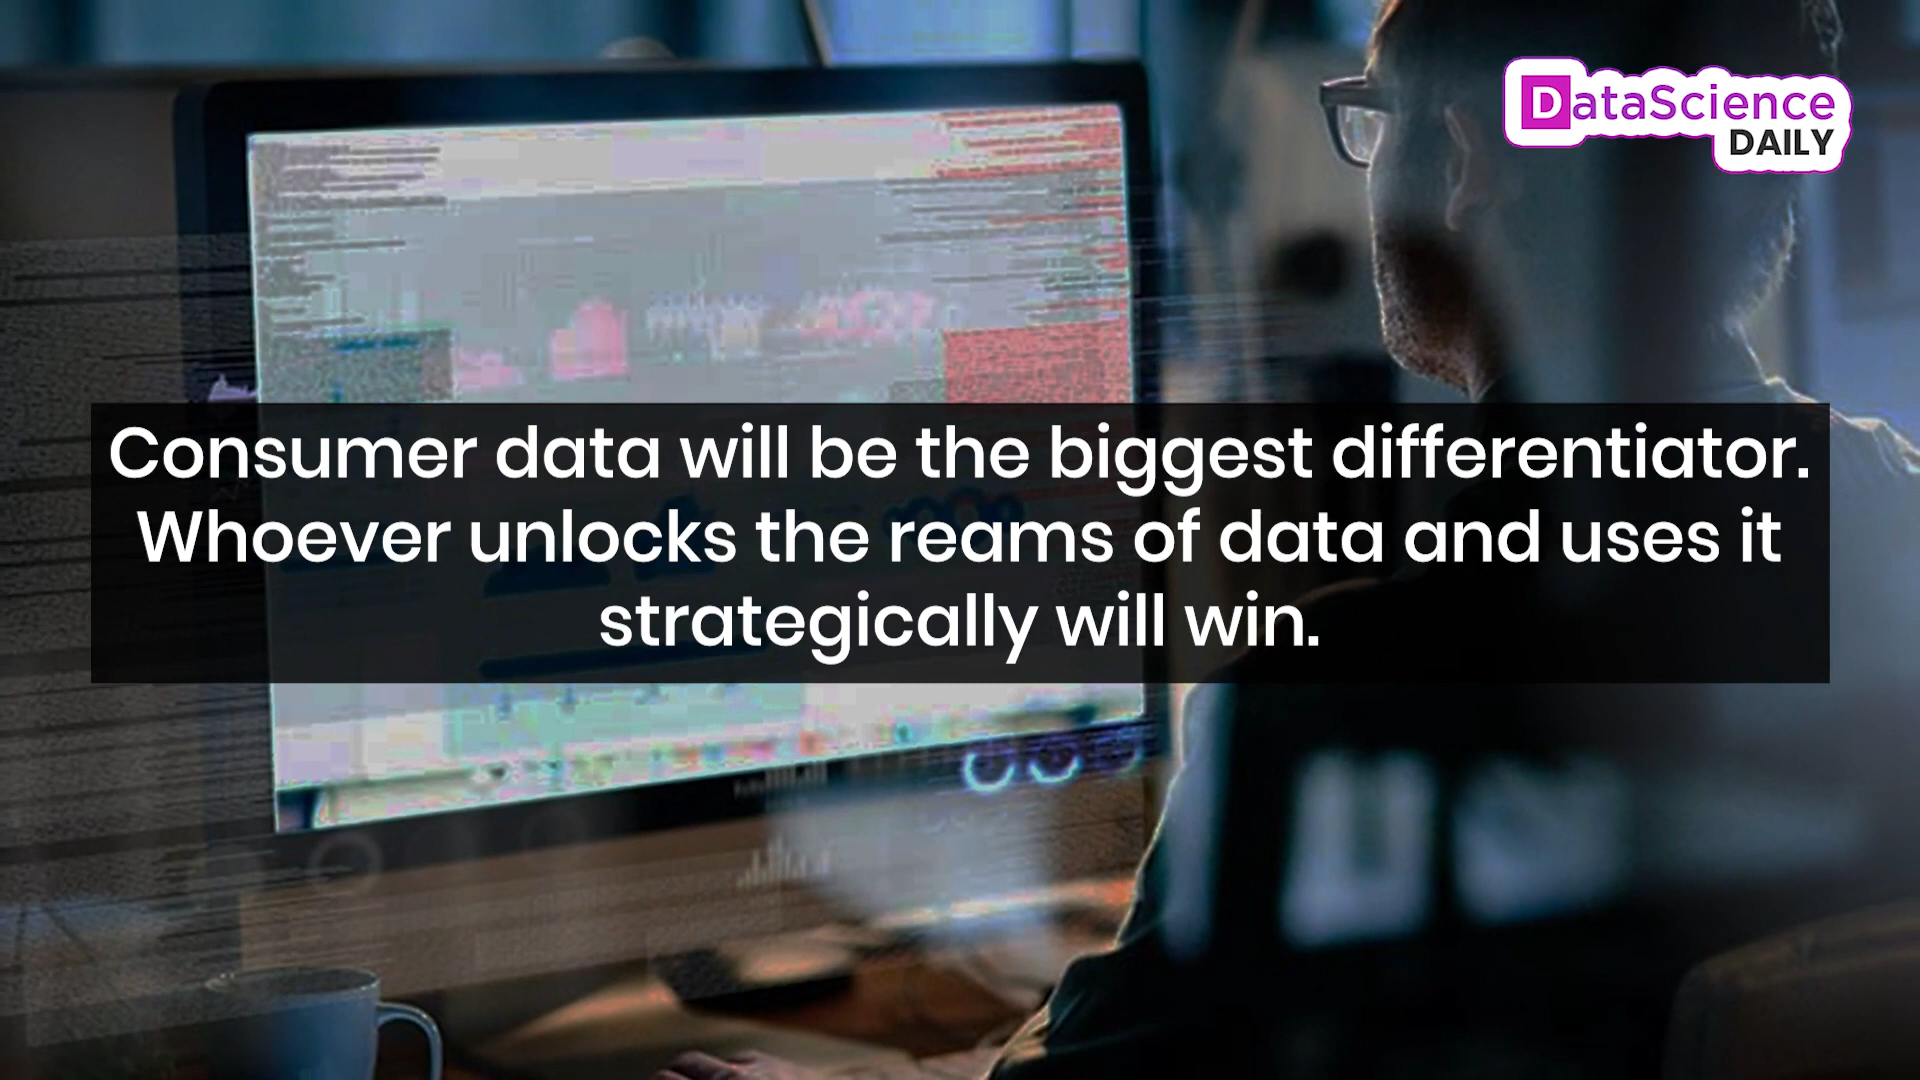 DataScience
DAILY
Consumer data will be the biggest differentiator.
Whoever unlocks the reams of data and uses it
strategically will win.